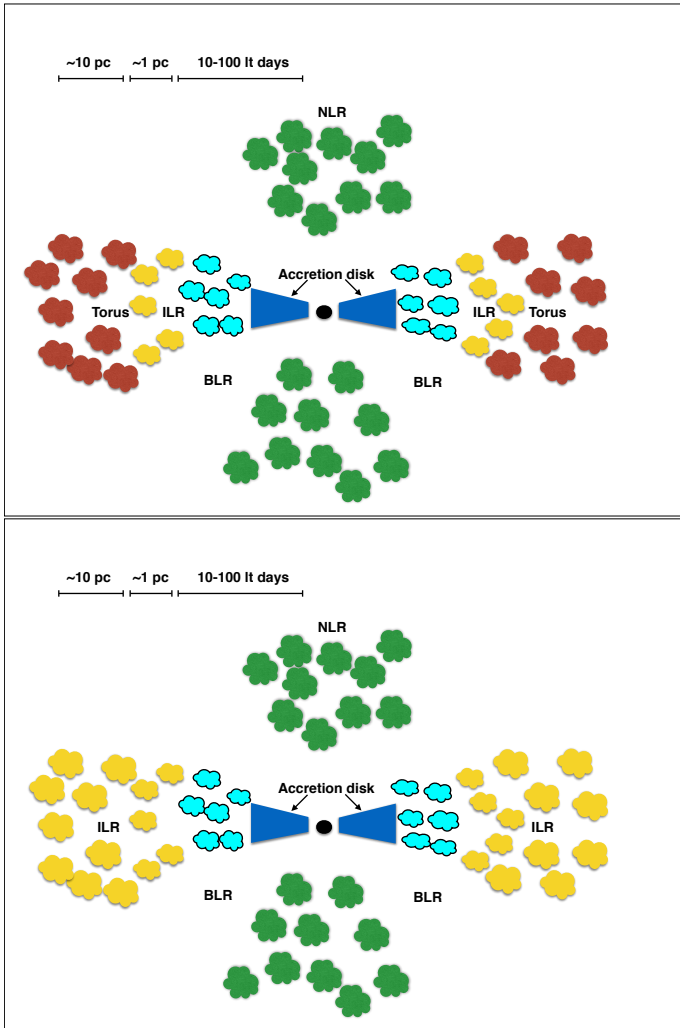 ~10 pc ~1 pc 10-100 lt days
NLR
Accretion disk
Torus ILR ILR Torus
BLR BLR
~10 pc ~1 pc 10-100 lt days
NLR
Accretion disk
ILR ILR
BLR BLR